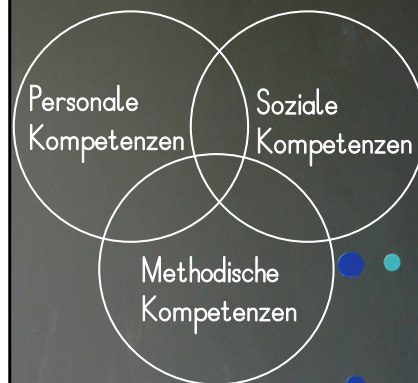 Personale
Kompetenzen
Soziale
Kompetenzen
Methodische
Kompetenzen